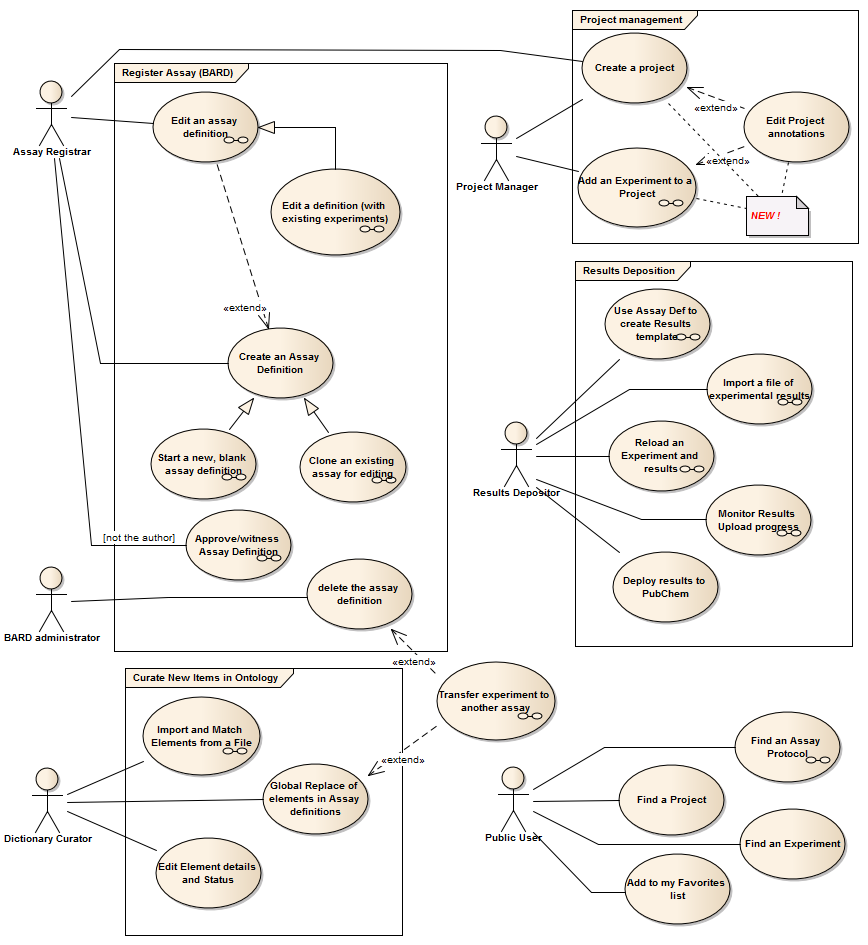 Project management
Create a project
«extend»
Edit Project
annotations
«extend»
Add an Experiment to a
Project
NEW !
Project Manager
Assay Registrar
Register Assay (BARD)
Edit an assay
definition
Edit a definition (with
existing experiments)
«extend»
Create an Assay
Definition
Start a new, blank
assay definition
Clone an existing
assay for editing
[not the author]
Approve/witness
Assay Definition
delete the assay
definition
BARD administrator
Results Deposition
Use Assay Def to
create Results
template
Import a file of
experimental results
Reload an
Experiment and
results
Results Depositor
Monitor Results
Upload progress
Deploy results to
PubChem
«extend»
Transfer experiment to
another assay
«extend»
Curate New Items in Ontology
Import and Match
Elements from a File
Global Replace of
elements in Assay
definitions
Dictionary Curator
Edit Element details
and Status
Find an Assay
Protocol
Find a Project
Public User
Find an Experiment
Add to my Favorites
list